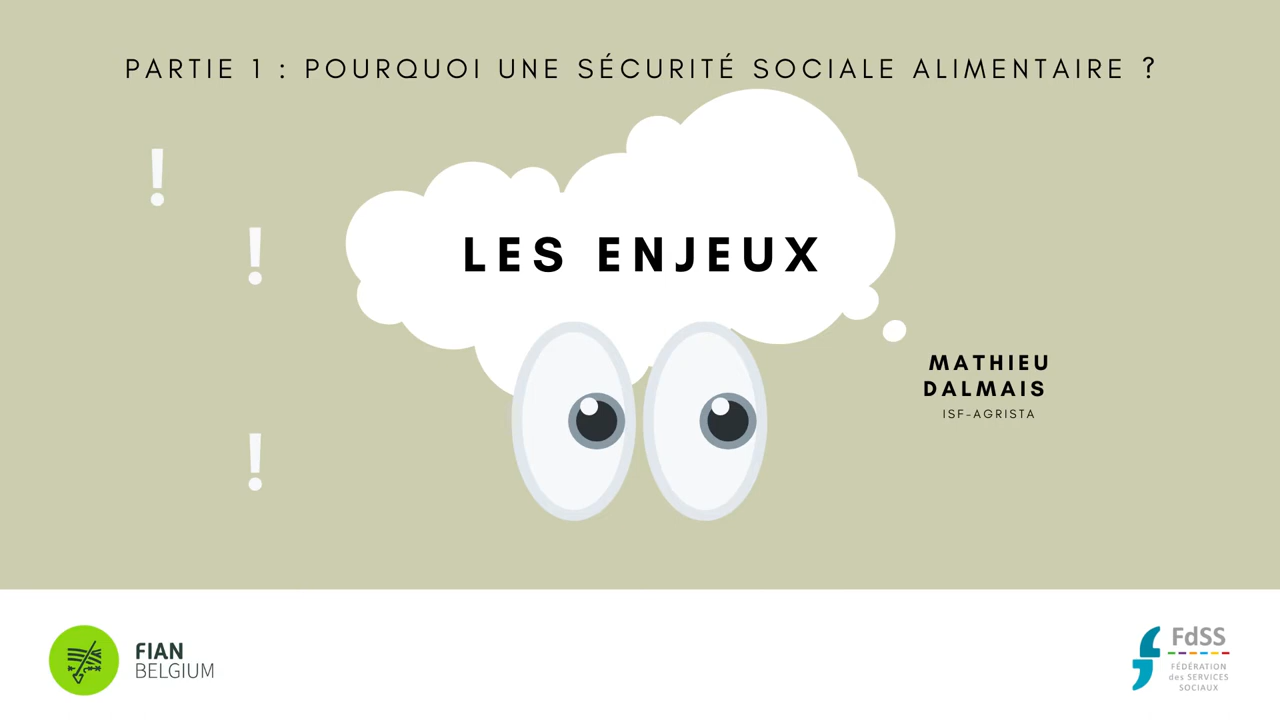 PARTIE 1 : POURQUOI UNE SÉCURITÉ SOCIALE ALIMENTAIRE ?
!
!
LES ENJEUX
MATHIEU
DALMAIS
ISF-AGRISTA
!
FIAN
BELGIUM
FdSS
FÉDÉRATION
des SERVICES
SOCIAUX